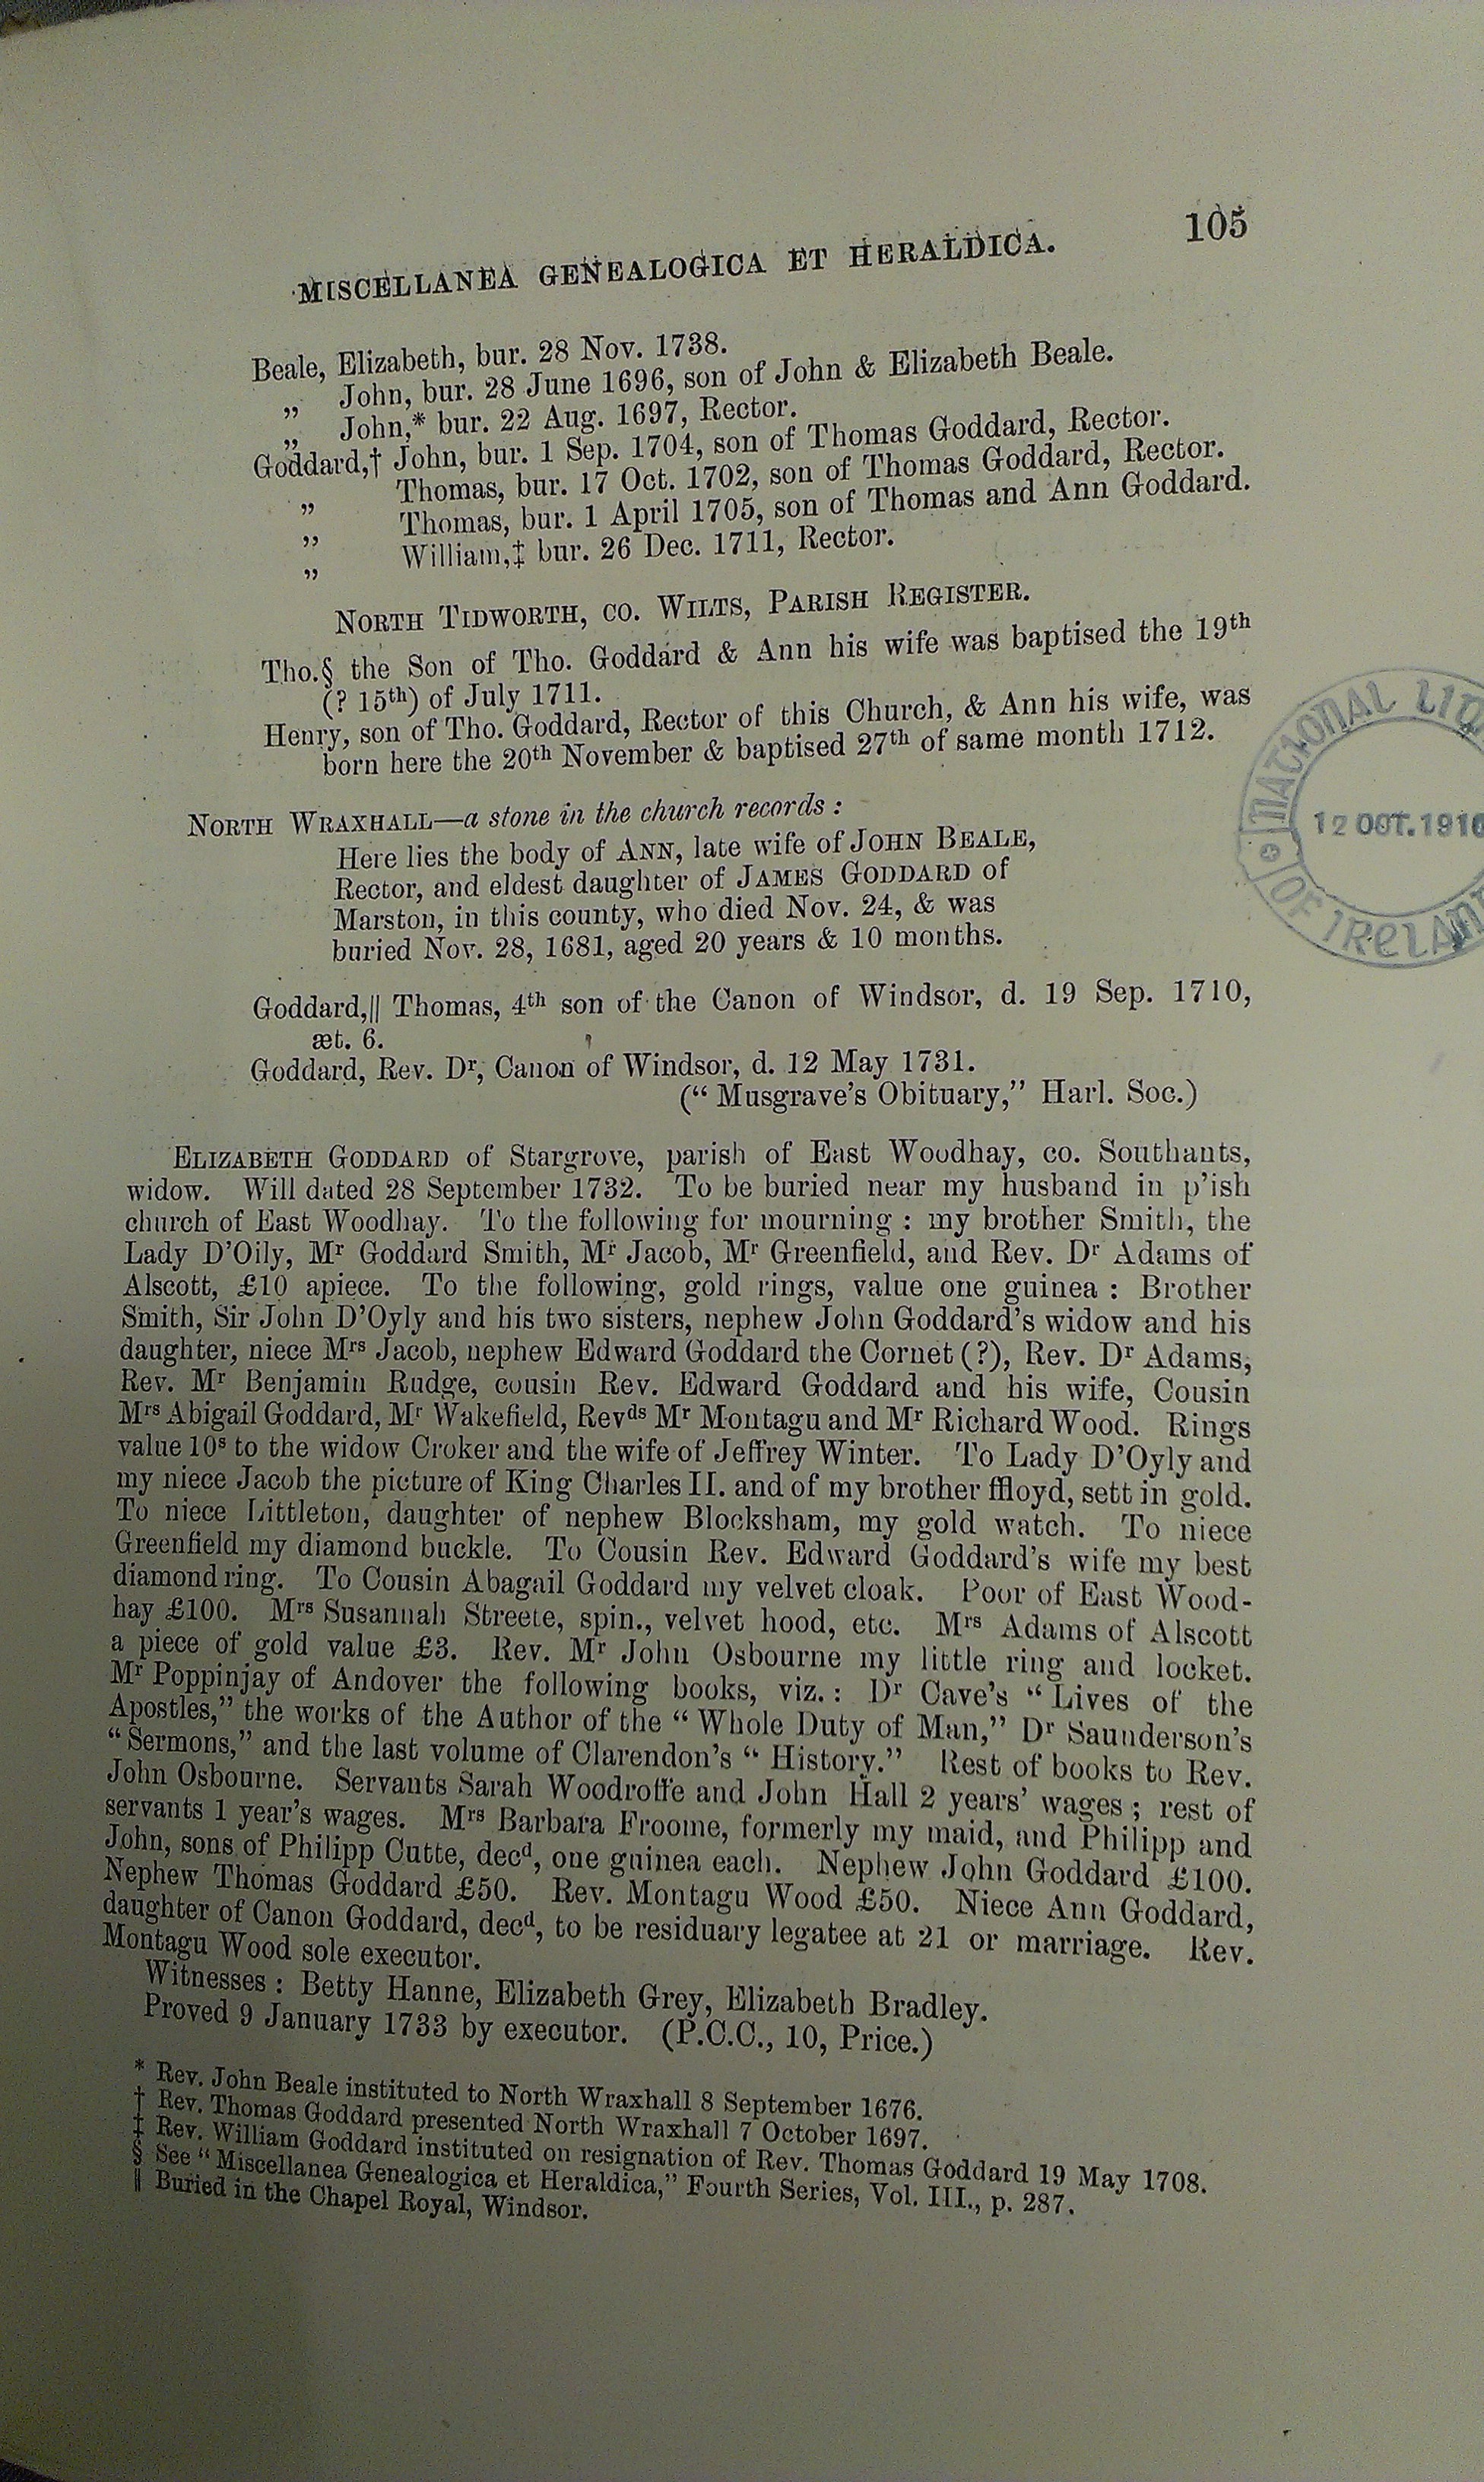 105
MISCELLANEA GENEALOGICA ET HERALDICA.
Beale, Elizabeth, bur. 28 Nov. 1738.
„ John, bur. 28 June 1696, son of John & Elizabeth Beale.
„ John,* bur. 22 Aug. 1697, Rector.
Goddard,† John, bur. 1 Sep. 1704, son of Thomas Goddard, Rector.
„ Thomas, bur. 17 Oct. 1702, son of Thomas Goddard, Rector.
„ Thomas, bur. 1 April 1705, son of Thomas and Ann Goddard.
„ William,‡ bur. 26 Dec. 1711, Rector.
NORTH TIDWORTH, CO. WILTS, PARISH REGISTER.
Tho.§ the Son of Tho. Goddard & Ann his wife was baptised the 19th
(? 15th) of July 1711.
Henry, son of Tho. Goddard, Rector of this Church, & Ann his wife, was
born here the 20th November & baptised 27th of same month 1712.
NORTH WRAXHALL—a stone in the church records :
Here lies the body of ANN, late wife of JOHN BEALE,
Rector, and eldest daughter of JAMES GODDARD of
Marston, in this county, who died Nov. 24, & was
buried Nov. 28, 1681, aged 20 years & 10 months.
Goddard,|| Thomas, 4th son of the Canon of Windsor, d. 19 Sep. 1710,
æt. 6.
Goddard, Rev. Dr, Canon of Windsor, d. 12 May 1731.
(“ Musgrave’s Obituary,” Harl. Soc.)
ELIZABETH GODDARD of Stargrove, parish of East Woodhay, co. Southants,
widow. Will dated 28 September 1732. To be buried near my husband in p’ish
church of East Woodhay. To the following for mourning : my brother Smith, the
Lady D’Oily, Mr Goddard Smith, Mr Jacob, Mr Greenfield, and Rev. Dr Adams of
Alscott, £10 apiece. To the following, gold rings, value one guinea : Brother
Smith, Sir John D’Oyly and his two sisters, nephew John Goddard’s widow and his
daughter, niece Mrs Jacob, nephew Edward Goddard the Cornet (?), Rev. Dr Adams,
Rev. Mr Benjamin Rudge, cousin Rev. Edward Goddard and his wife, Cousin
Mrs Abigail Goddard, Mr Wakefield, Revds Mr Montagu and Mr Richard Wood. Rings
value 10s to the widow Croker and the wife of Jeffrey Winter. To Lady D’Oyly and
my niece Jacob the picture of King Charles II. and of my brother ffloyd, sett in gold.
To niece Littleton, daughter of nephew Blocksham, my gold watch. To niece
Greenfield my diamond buckle. To Cousin Rev. Edward Goddard’s wife my best
diamond ring. To Cousin Abagail Goddard my velvet cloak. Poor of East Wood-
hay £100. Mrs Susannah Streete, spin., velvet hood, etc. Mrs Adams of Alscott
a piece of gold value £3. Rev. Mr John Osbourne my little ring and locket.
Mr Poppinjay of Andover the following books, viz. : Dr Cave’s “ Lives of the
Apostles,” the works of the Author of the “ Whole Duty of Man,” Dr Saunderson’s
“ Sermons,” and the last volume of Clarendon’s “ History.” Rest of books to Rev.
John Osbourne. Servants Sarah Woodroffe and John Hall 2 years’ wages ; rest of
servants 1 year’s wages. Mrs Barbara Froome, formerly my maid, and Philipp and
John, sons of Philipp Cutte, decd, one guinea each. Nephew John Goddard £100.
Nephew Thomas Goddard £50. Rev. Montagu Wood £50. Niece Ann Goddard,
daughter of Canon Goddard, decd, to be residuary legatee at 21 or marriage. Rev.
Montagu Wood sole executor.
Witnesses : Betty Hanne, Elizabeth Grey, Elizabeth Bradley.
Proved 9 January 1733 by executor. (P.C.C., 10, Price.)
* Rev. John Beale instituted to North Wraxhall 8 September 1676.
† Rev. Thomas Goddard presented North Wraxhall 7 October 1697.
‡ Rev. William Goddard instituted on resignation of Rev. Thomas Goddard 19 May 1708.
§ See “ Miscellanea Genealogica et Heraldica,” Fourth Series, Vol. III., p. 287.
|| Buried in the Chapel Royal, Windsor.
NATIONAL
12 OCT. 1916
OF